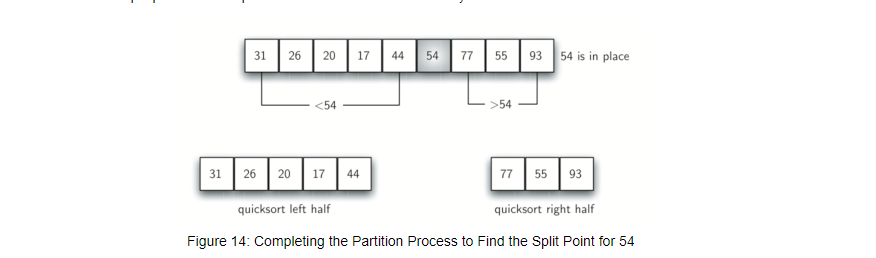 31 26 20 17 44 54 77 55 93 54 is in place
<54 >54
31 26 20 17 44 77 55 93
quicksort left half quicksort right half
Figure 14: Completing the Partition Process to Find the Split Point for 54